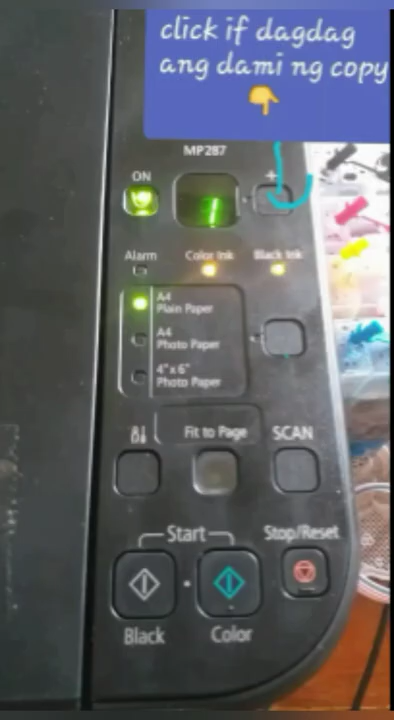 click if dagdag
ang dami ng copy
👇
MP287
ON
+
1
Alarm
Color Ink
Black Ink
A4
Plain Paper
A4
Photo Paper
4"x 6"
Photo Paper
Fit to Page
SCAN
Start
Stop/Reset
Black
Color